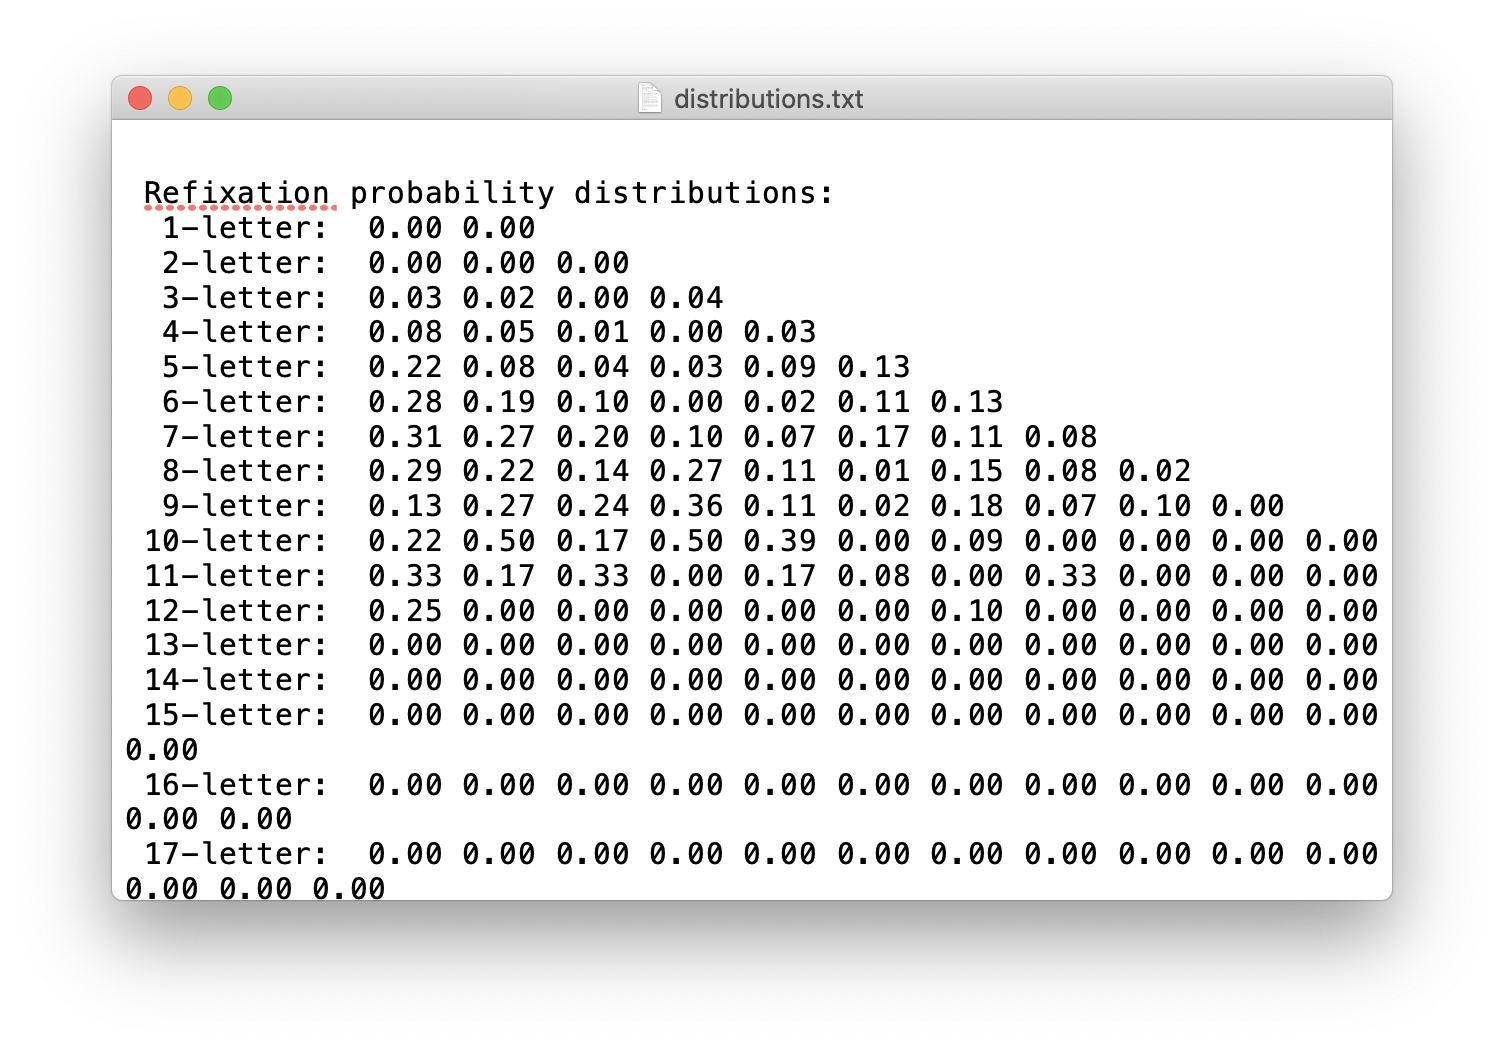 distributions.txt
Refixation probability distributions:
1-letter: 0.00 0.00
2-letter: 0.00 0.00 0.00
3-letter: 0.03 0.02 0.00 0.04
4-letter: 0.08 0.05 0.01 0.00 0.03
5-letter: 0.22 0.08 0.04 0.03 0.09 0.13
6-letter: 0.28 0.19 0.10 0.00 0.02 0.11 0.13
7-letter: 0.31 0.27 0.20 0.10 0.07 0.17 0.11 0.08
8-letter: 0.29 0.22 0.14 0.27 0.11 0.01 0.15 0.08 0.02
9-letter: 0.13 0.27 0.24 0.36 0.11 0.02 0.18 0.07 0.10 0.00
10-letter: 0.22 0.50 0.17 0.50 0.39 0.00 0.09 0.00 0.00 0.00 0.00
11-letter: 0.33 0.17 0.33 0.00 0.17 0.08 0.00 0.33 0.00 0.00 0.00
12-letter: 0.25 0.00 0.00 0.00 0.00 0.00 0.10 0.00 0.00 0.00 0.00
13-letter: 0.00 0.00 0.00 0.00 0.00 0.00 0.00 0.00 0.00 0.00 0.00
14-letter: 0.00 0.00 0.00 0.00 0.00 0.00 0.00 0.00 0.00 0.00 0.00
15-letter: 0.00 0.00 0.00 0.00 0.00 0.00 0.00 0.00 0.00 0.00 0.00
0.00
16-letter: 0.00 0.00 0.00 0.00 0.00 0.00 0.00 0.00 0.00 0.00 0.00
0.00 0.00
17-letter: 0.00 0.00 0.00 0.00 0.00 0.00 0.00 0.00 0.00 0.00 0.00
0.00 0.00 0.00